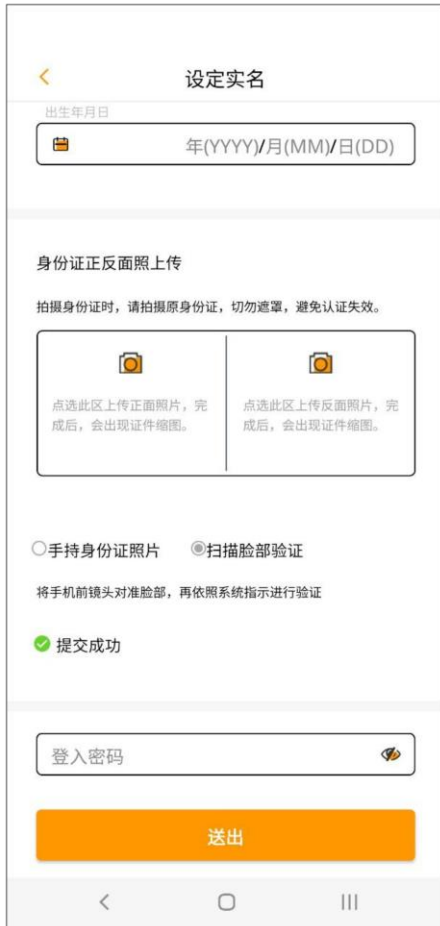 设定实名
出生年月日
年(YYYY)/月(MM)/日(DD)
身份证正反面照上传
拍摄身份证时，请拍摄原身份证，切勿遮罩，避免认证失效。
点选此区上传正面照片，完
成后，会出现证件缩图。
点选此区上传反面照片，完
成后，会出现证件缩图。
手持身份证照片
扫描脸部验证
将手机前镜头对准脸部，再依照系统指示进行验证
提交成功
登入密码
送出